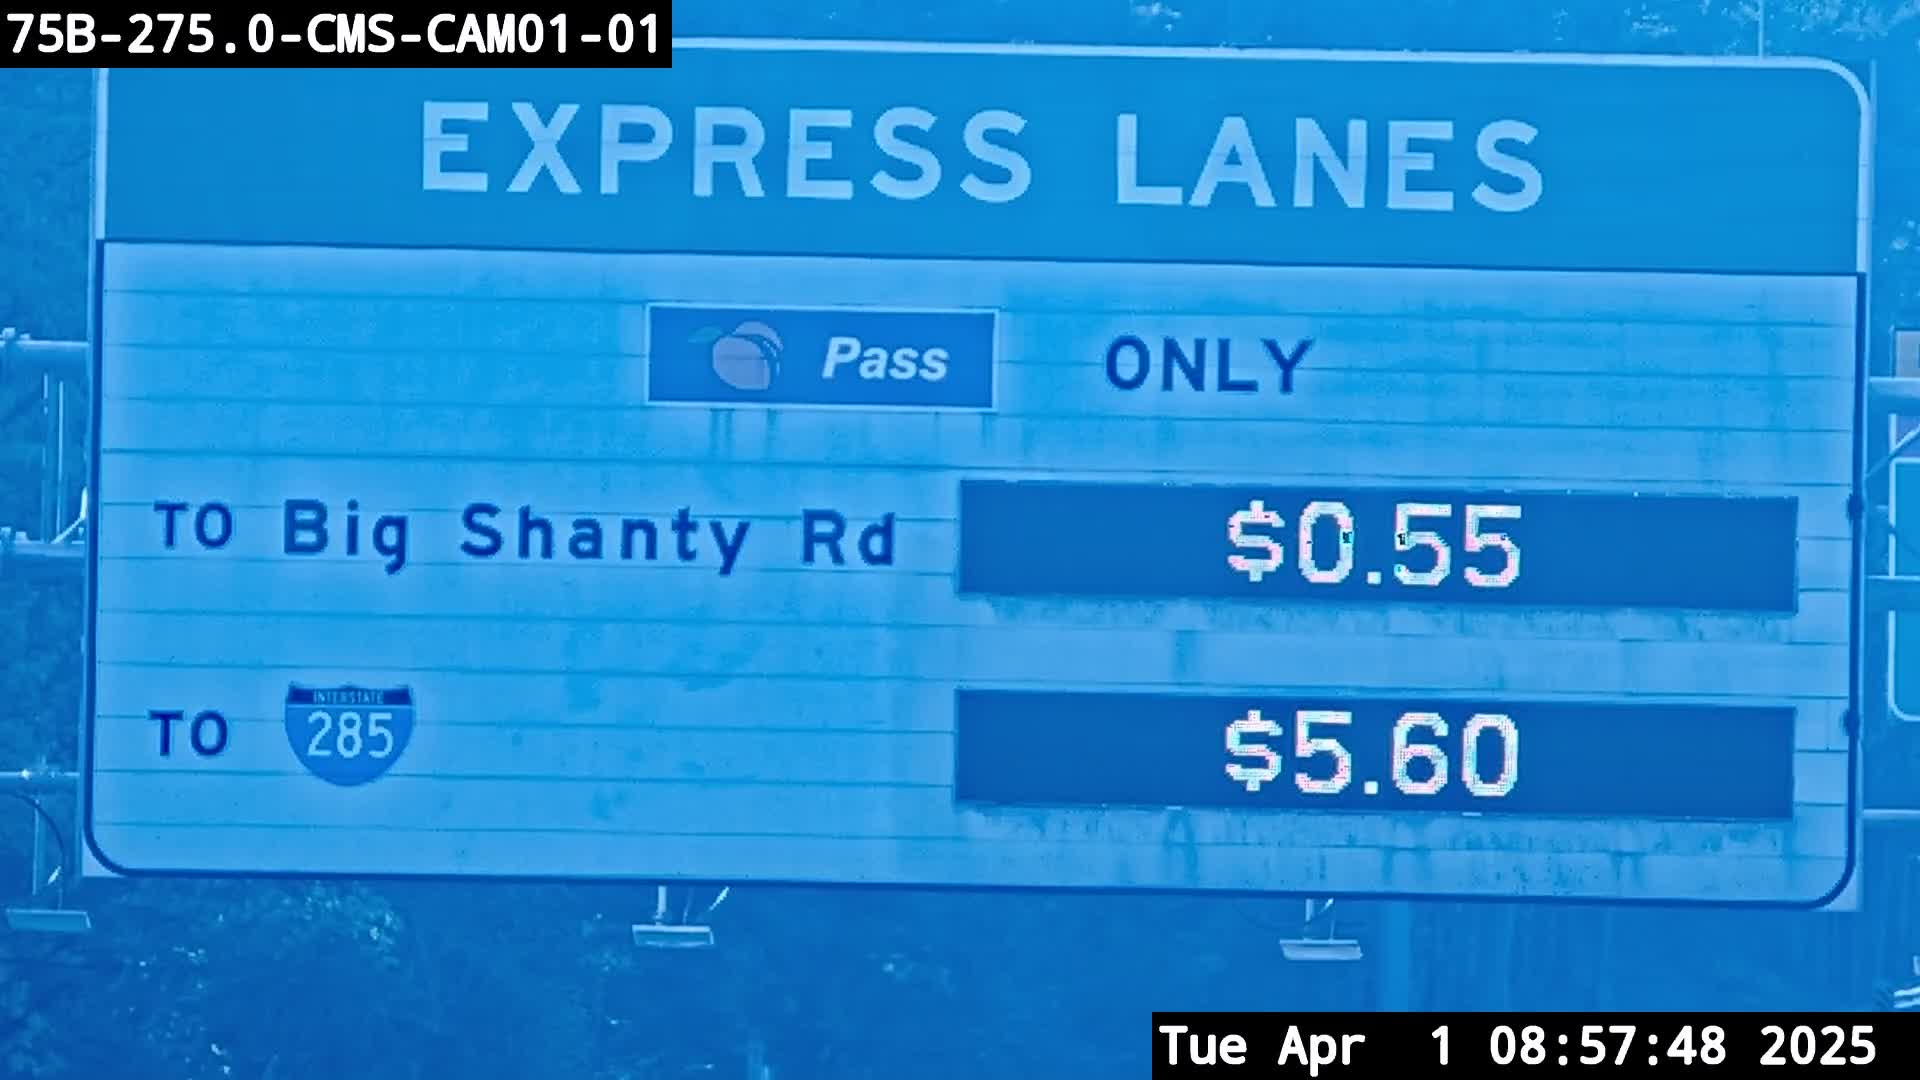 75B-275.0-CMS-CAM01-01
EXPRESS LANES
Pass ONLY
TO Big Shanty Rd $0.55
INTERSTATE
TO 285 $5.60
Tue Apr 1 08:57:48 2025